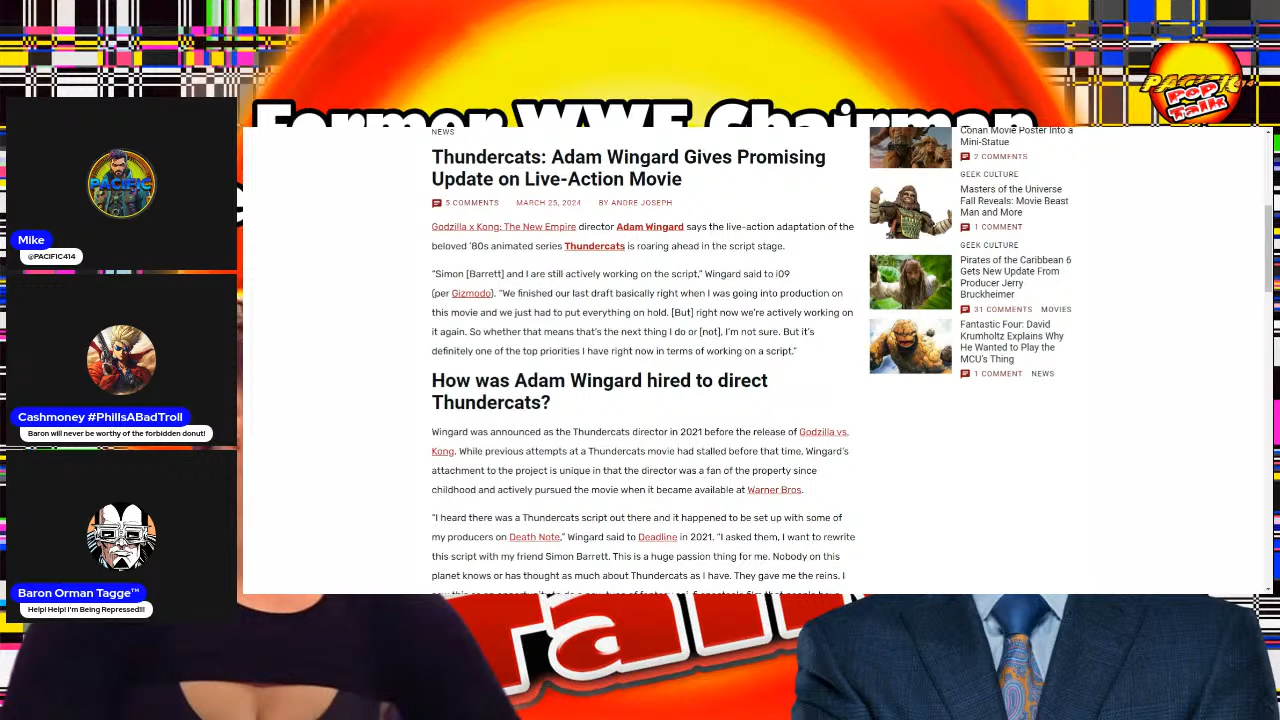 Former WWE Chairman
PACIFIC414
Pop
Talk
PACIFIC
Mike
@PACIFIC414
Cashmoney #PhilIsABadTroll
Baron will never be worthy of the forbidden donut!
Baron Orman Tagge™
Help! Help! I'm Being Repressed!!!
NEWS
Thundercats: Adam Wingard Gives Promising
Update on Live-Action Movie
5 COMMENTS MARCH 25, 2024 BY ANDRE JOSEPH
Godzilla x Kong: The New Empire director Adam Wingard says the live-action adaptation of the
beloved '80s animated series Thundercats is roaring ahead in the script stage.
“Simon [Barrett] and I are still actively working on the script,” Wingard said to i09
(per Gizmodo). “We finished our last draft basically right when I was going into production on
this movie and we just had to put everything on hold. [But] right now we're actively working on
it again. So whether that means that's the next thing I do or [not], I'm not sure. But it's
definitely one of the top priorities I have right now in terms of working on a script.”
How was Adam Wingard hired to direct
Thundercats?
Wingard was announced as the Thundercats director in 2021 before the release of Godzilla vs.
Kong. While previous attempts at a Thundercats movie had stalled before that time, Wingard's
attachment to the project is unique in that the director was a fan of the property since
childhood and actively pursued the movie when it became available at Warner Bros.
“I heard there was a Thundercats script out there and it happened to be set up with some of
my producers on Death Note,” Wingard said to Deadline in 2021. “I asked them, I want to rewrite
this script with my friend Simon Barrett. This is a huge passion thing for me. Nobody on this
planet knows or has thought as much about Thundercats as I have. They gave me the reins. I
Conan Movie Poster Into a
Mini-Statue
2 COMMENTS
GEEK CULTURE
Masters of the Universe
Fall Reveals: Movie Beast
Man and More
1 COMMENT
GEEK CULTURE
Pirates of the Caribbean 6
Gets New Update From
Producer Jerry
Bruckheimer
31 COMMENTS MOVIES
Fantastic Four: David
Krumholtz Explains Why
He Wanted to Play the
MCU's Thing
1 COMMENT NEWS
Talk